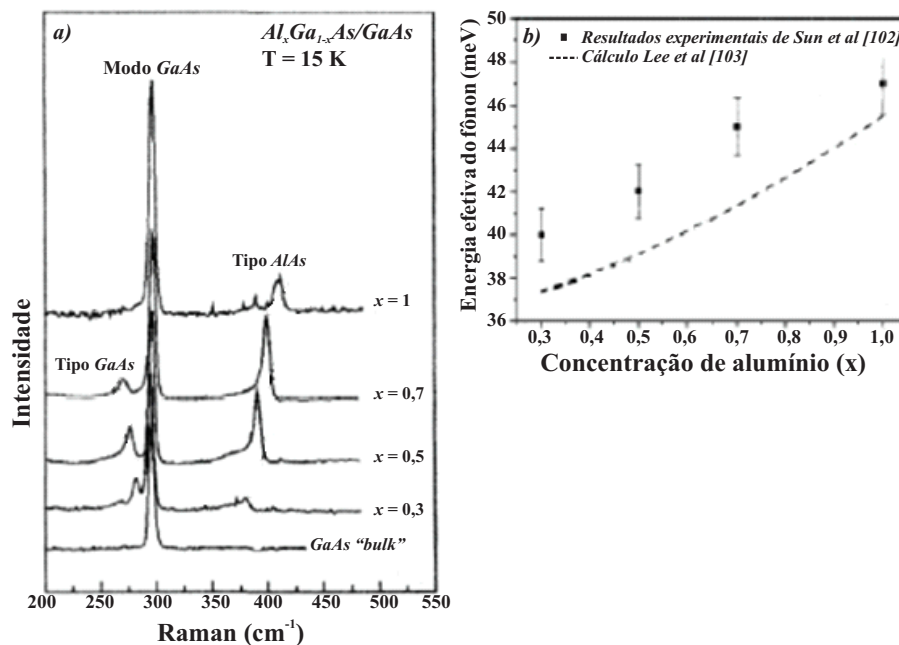 a)
Al_xGa_{1-x}As/GaAs
T = 15 K
Modo GaAs
Tipo AlAs
x = 1
Tipo GaAs
x = 0,7
x = 0,5
x = 0,3
GaAs “bulk”
Intensidade
200 250 300 350 400 450 500 550
Raman (cm⁻¹)
b)
Resultados experimentais de Sun et al [102]
Cálculo Lee et al [103]
Energia efetiva do fônon (meV)
48
46
44
42
40
38
36
0,3 0,4 0,5 0,6 0,7 0,8 0,9 1,0
Concentração de alumínio (x)